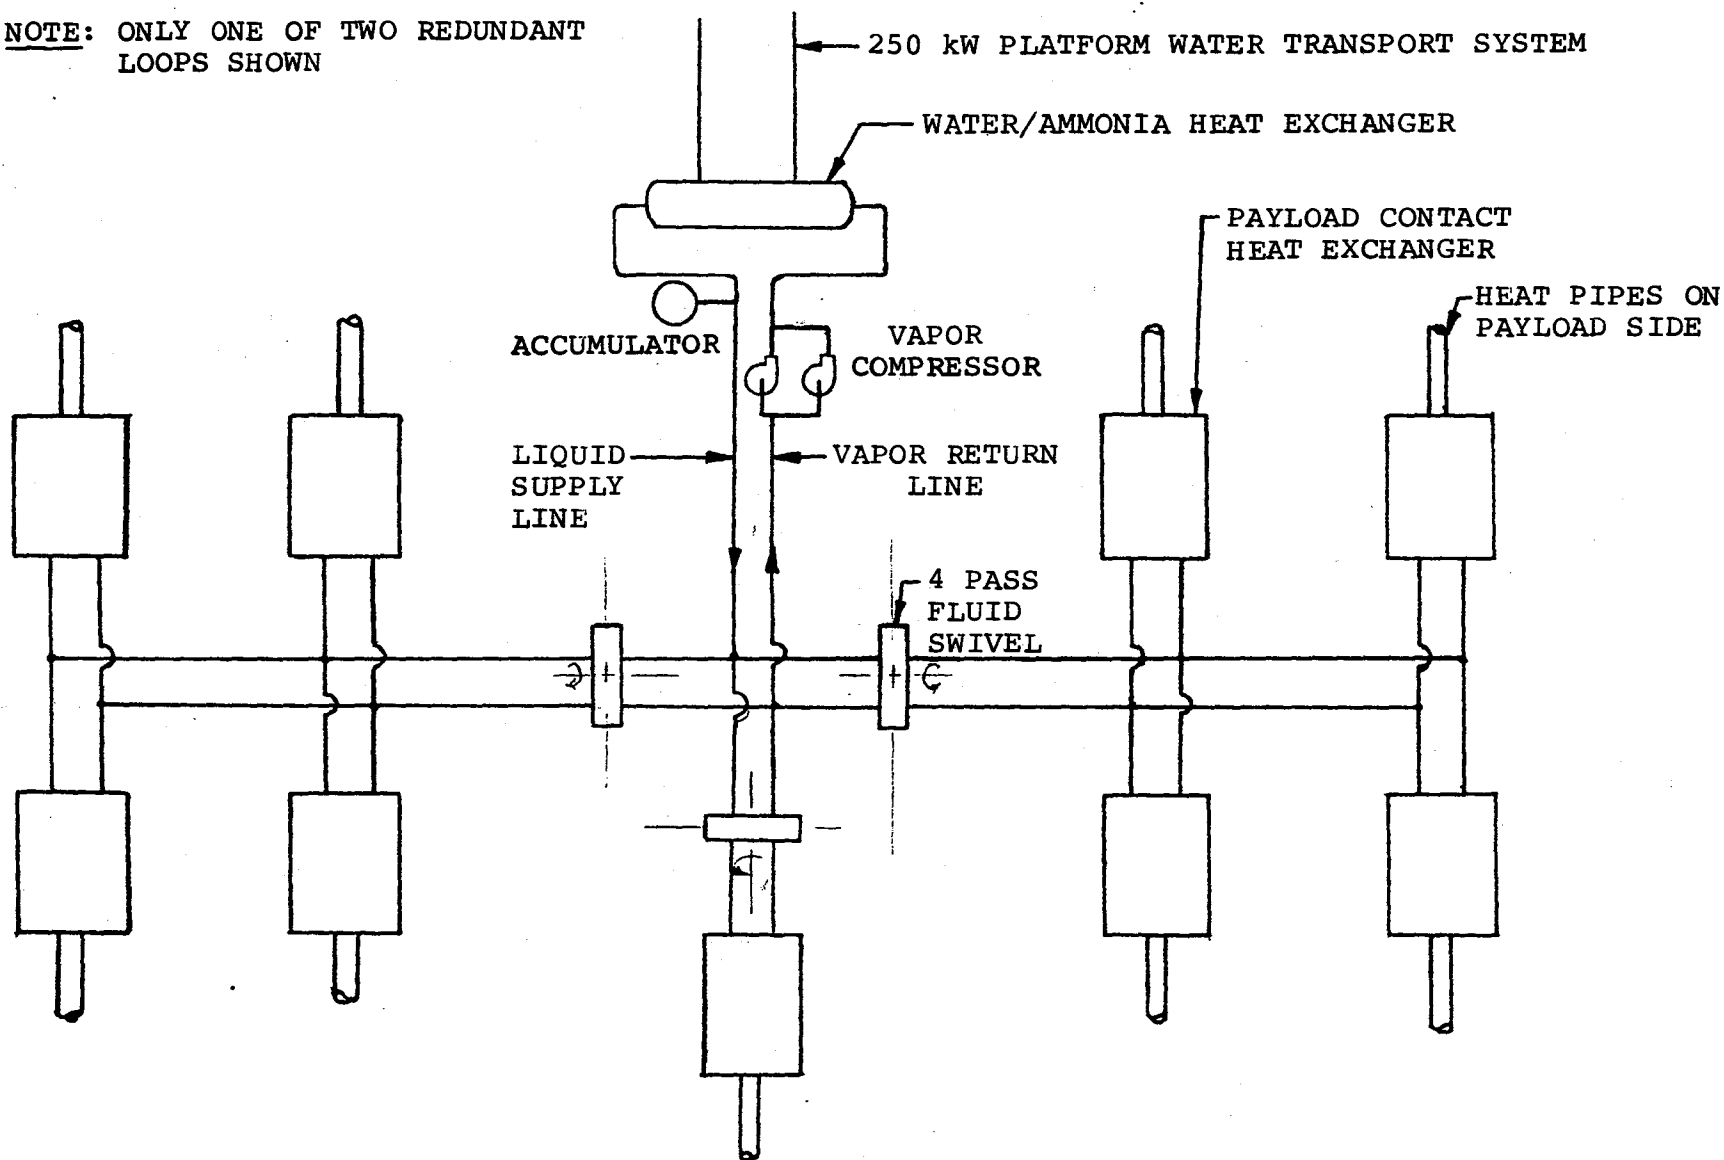 NOTE: ONLY ONE OF TWO REDUNDANT
LOOPS SHOWN
250 kW PLATFORM WATER TRANSPORT SYSTEM
WATER/AMMONIA HEAT EXCHANGER
PAYLOAD CONTACT
HEAT EXCHANGER
HEAT PIPES ON
PAYLOAD SIDE
ACCUMULATOR
VAPOR
COMPRESSOR
LIQUID
SUPPLY
LINE
VAPOR RETURN
LINE
4 PASS
FLUID
SWIVEL